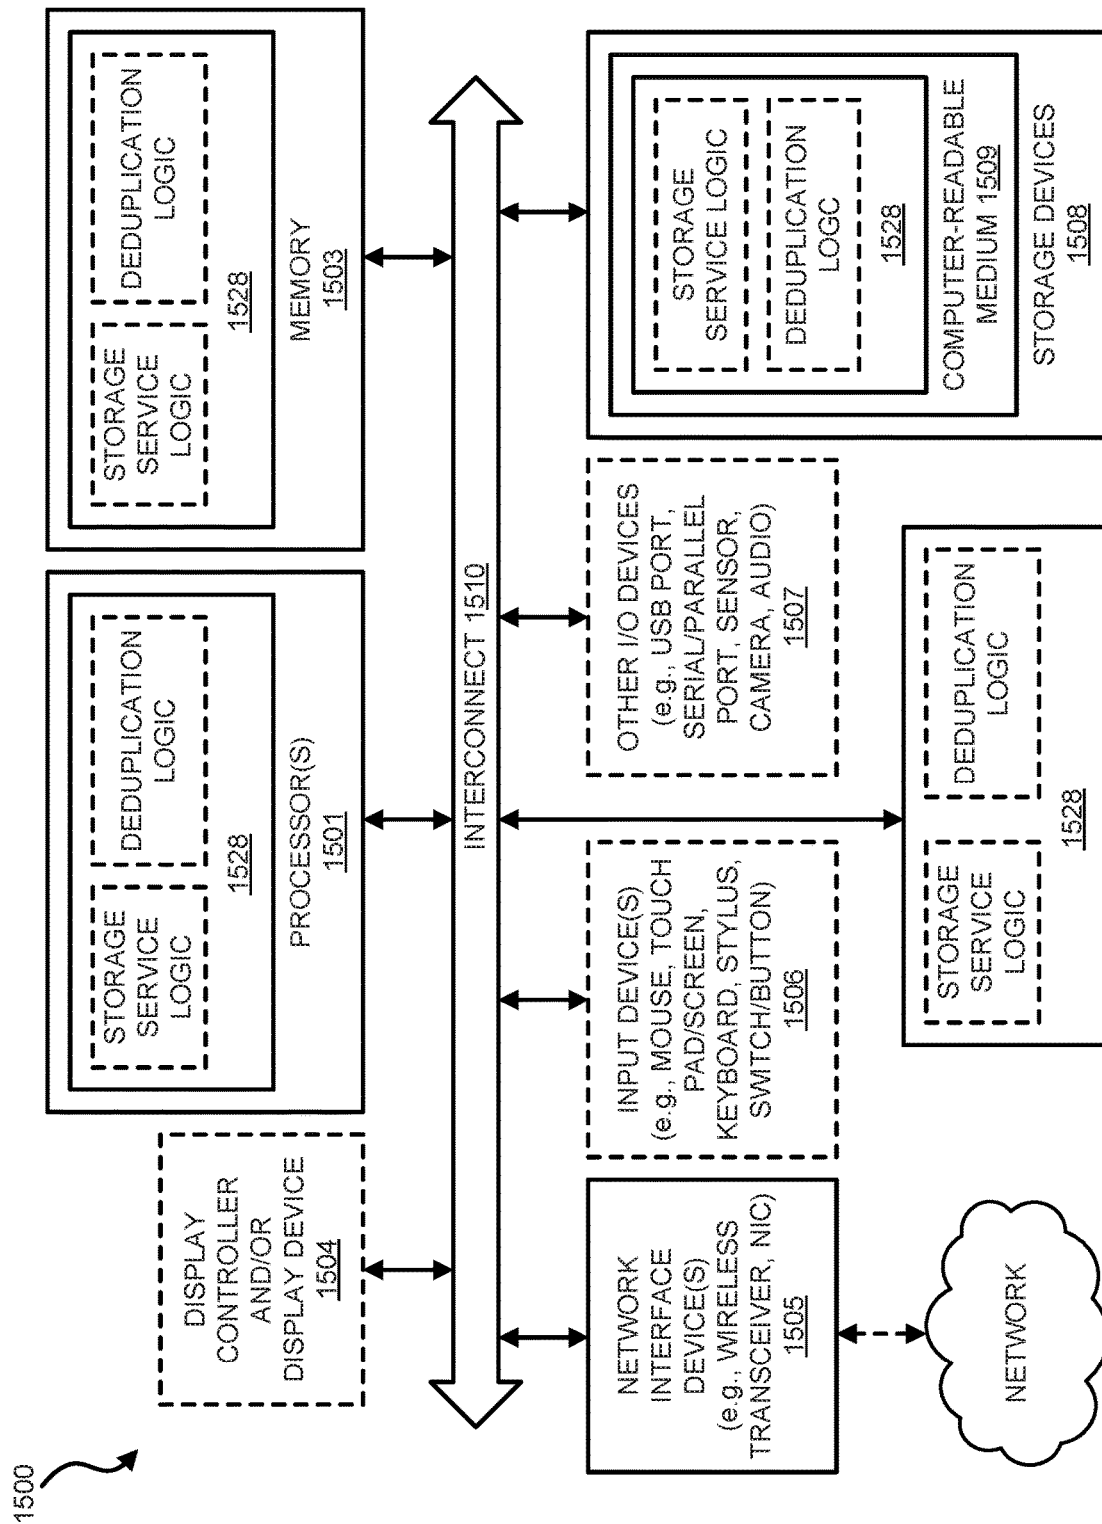 1500
DISPLAY
CONTROLLER
AND/OR
DISPLAY DEVICE
1504
STORAGE
SERVICE
LOGIC
DEDUPLICATION
LOGIC
1528
PROCESSOR(S)
1501
STORAGE
SERVICE
LOGIC
DEDUPLICATION
LOGIC
1528
MEMORY
1503
INTERCONNECT 1510
NETWORK
INTERFACE
DEVICE(S)
(e.g., WIRELESS
TRANSCEIVER, NIC)
1505
INPUT DEVICE(S)
(e.g., MOUSE, TOUCH
PAD/SCREEN,
KEYBOARD, STYLUS,
SWITCH/BUTTON)
1506
OTHER I/O DEVICES
(e.g., USB PORT,
SERIAL/PARALLEL
PORT, SENSOR,
CAMERA, AUDIO)
1507
STORAGE
SERVICE LOGIC
DEDUPLICATION
LOGC
1528
COMPUTER-READABLE
MEDIUM 1509
STORAGE DEVICES
1508
NETWORK
STORAGE
SERVICE
LOGIC
DEDUPLICATION
LOGIC
1528